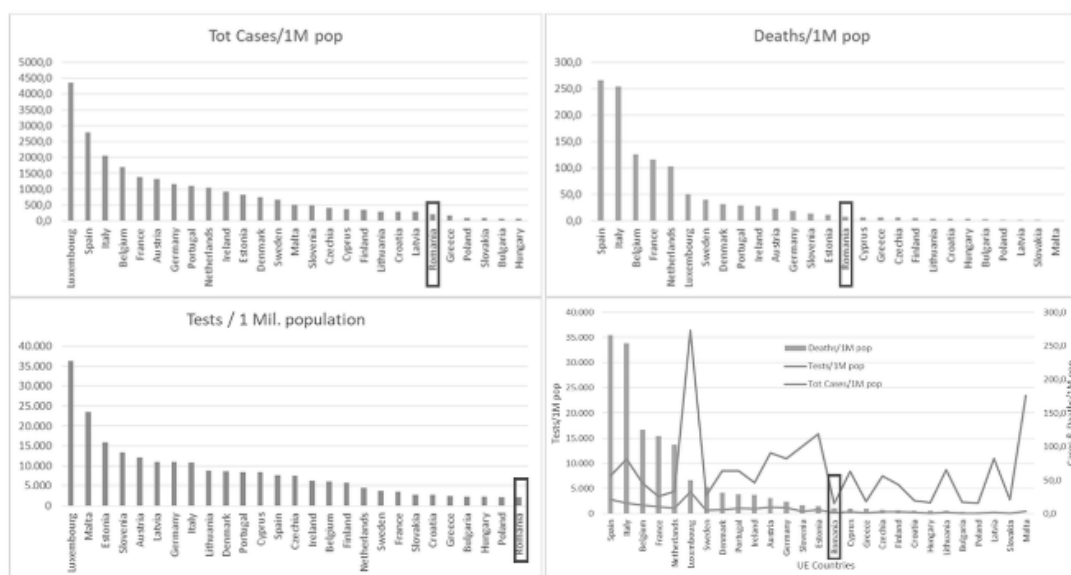 Tot Cases/1M pop
5000,0
4500,0
4000,0
3500,0
3000,0
2500,0
2000,0
1500,0
1000,0
500,0
0,0
Luxembourg
Spain
Italy
Belgium
France
Austria
Germany
Portugal
Netherlands
Ireland
Estonia
Denmark
Sweden
Malta
Slovenia
Czechia
Cyprus
Finland
Lithuania
Croatia
Latvia
Romania
Greece
Poland
Slovakia
Bulgaria
Hungary
Deaths/1M pop
300,0
250,0
200,0
150,0
100,0
50,0
0,0
Spain
Italy
Belgium
France
Netherlands
Luxembourg
Sweden
Denmark
Portugal
Ireland
Austria
Germany
Slovenia
Estonia
Romania
Cyprus
Greece
Czechia
Finland
Lithuania
Croatia
Hungary
Bulgaria
Poland
Latvia
Slovakia
Malta
Tests / 1 Mil. population
40.000
35.000
30.000
25.000
20.000
15.000
10.000
5.000
0
Luxembourg
Malta
Estonia
Slovenia
Austria
Latvia
Germany
Italy
Lithuania
Denmark
Portugal
Cyprus
Spain
Czechia
Ireland
Belgium
Finland
Netherlands
Sweden
France
Slovakia
Croatia
Greece
Bulgaria
Hungary
Poland
Romania
40.000
35.000
30.000
25.000
20.000
15.000
10.000
5.000
0
Tests/1M pop
Deaths/1M pop
Tests/1M pop
Tot Cases/1M pop
300,0
250,0
200,0
150,0
100,0
50,0
0,0
Cases & Deaths/1M pop
Spain
Italy
Belgium
France
Netherlands
Luxembourg
Sweden
Denmark
Portugal
Ireland
Austria
Germany
Slovenia
Estonia
Romania
Cyprus
Greece
Czechia
Finland
Croatia
Hungary
Lithuania
Bulgaria
Poland
Latvia
Slovakia
Malta
UE Countries